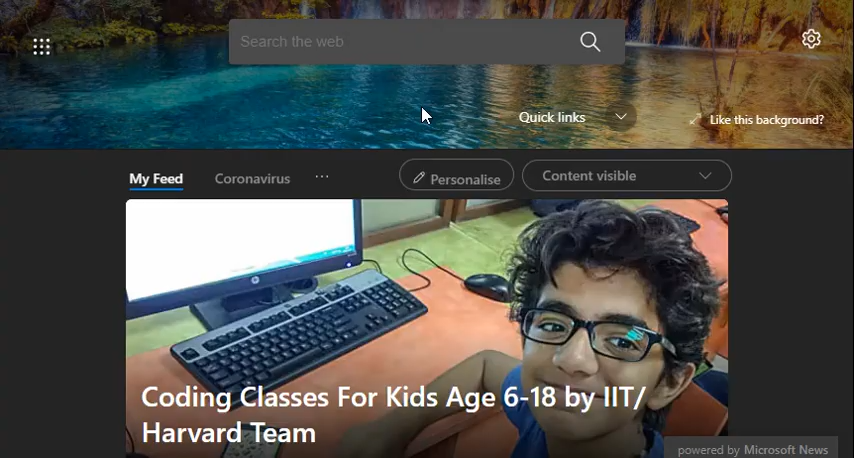 Search the web
Quick links
Like this background?
My Feed
Coronavirus
...
Personalise
Content visible
hp
Coding Classes For Kids Age 6-18 by IIT/
Harvard Team
powered by Microsoft News